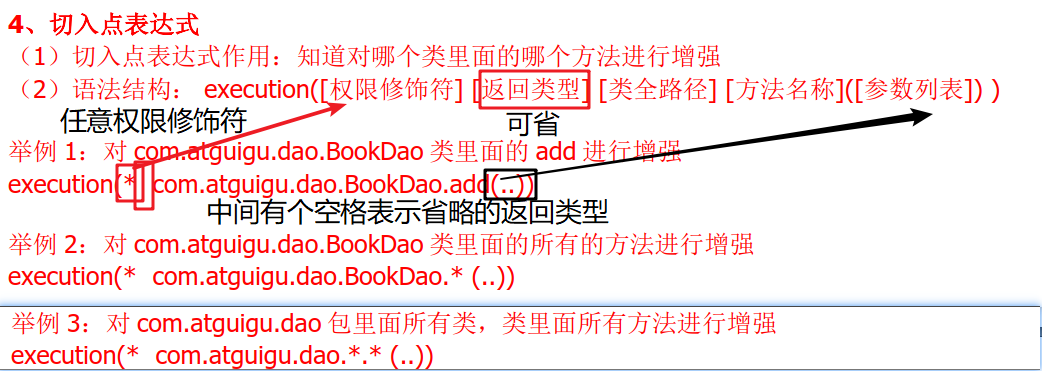 4、切入点表达式
（1）切入点表达式作用：知道对哪个类里面的哪个方法进行增强
（2）语法结构： execution([权限修饰符] [返回类型] [类全路径] [方法名称]([参数列表]) )
任意权限修饰符
可省
举例 1：对 com.atguigu.dao.BookDao 类里面的 add 进行增强
execution(* com.atguigu.dao.BookDao.add(..))
中间有个空格表示省略的返回类型
举例 2：对 com.atguigu.dao.BookDao 类里面的所有的方法进行增强
execution(* com.atguigu.dao.BookDao.* (..))
举例 3：对 com.atguigu.dao 包里面所有类，类里面所有方法进行增强
execution(* com.atguigu.dao.*.* (..))